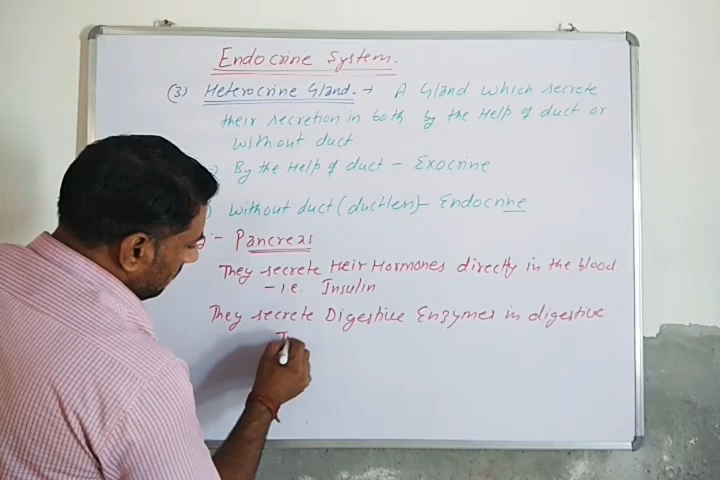 Endocrine System.
(3) Heterocrine Gland. → A Gland which secrete
their secretion in both by the Help of duct or
without duct.
) By the Help of duct - Exocrine
) Without duct (ductless) - Endocrine
Pancreas
They secrete Heir Hormones directly in the blood.
- i.e. Insulin.
They secrete Digestive Enzymes in digestive